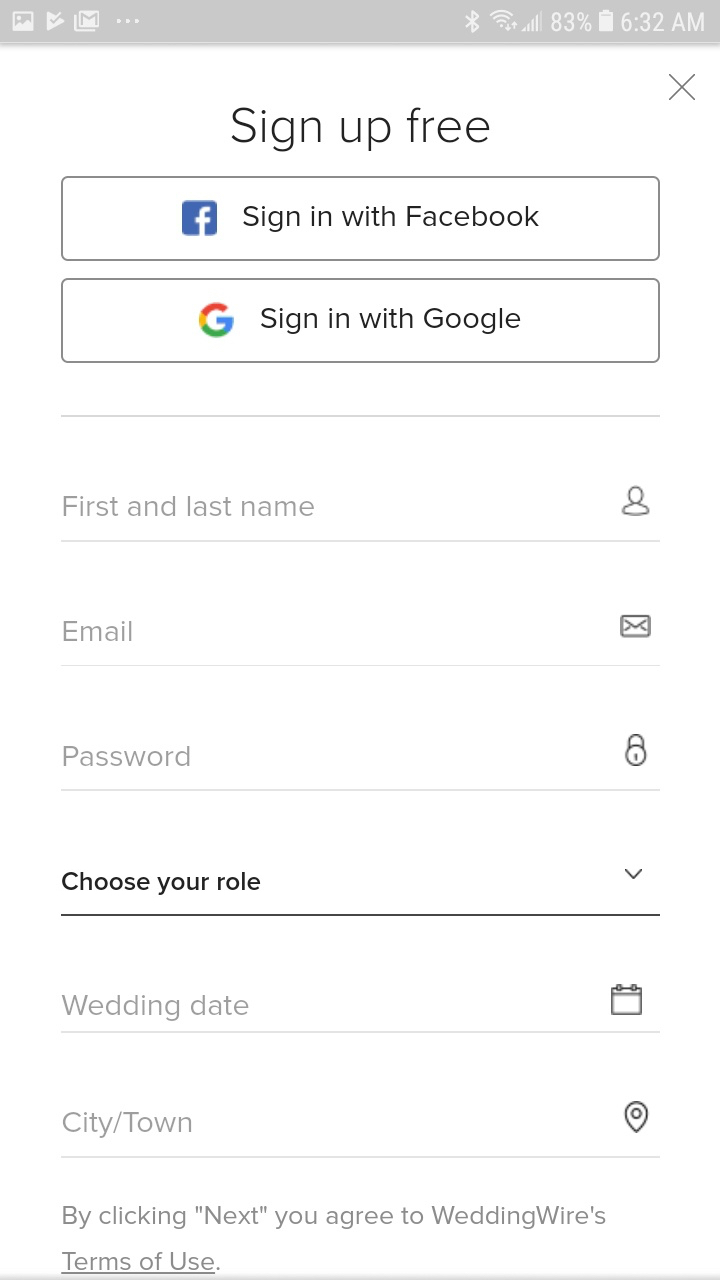 83% 6:32 AM
Sign up free
Sign in with Facebook
Sign in with Google
First and last name
Email
Password
Choose your role
Wedding date
City/Town
By clicking "Next" you agree to WeddingWire's
Terms of Use.